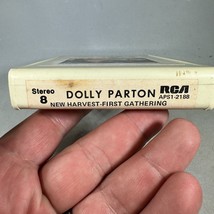 Stereo
8
DOLLY PARTON
RCA
NEW HARVEST-FIRST GATHERING
APS1-2188